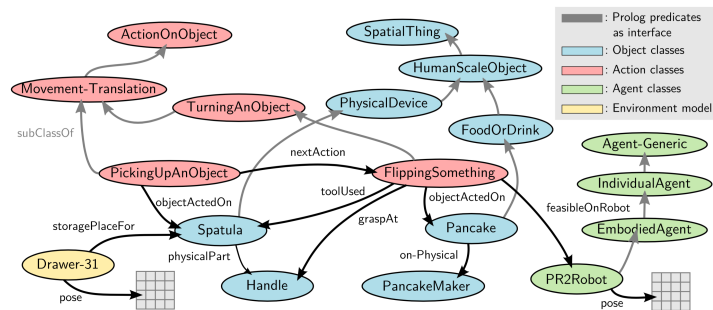 ActionOnObject
SpatialThing
Prolog predicates
as interface
: Object classes
: Action classes
: Agent classes
: Environment model
HumanScaleObject
Movement-Translation
TurningAnObject
PhysicalDevice
FoodOrDrink
subClassOf
Agent-Generic
nextAction
PickingUpAnObject
FlippingSomething
IndividualAgent
toolUsed
objectActedOn
objectActedOn
feasibleOnRobot
storagePlaceFor
graspAt
Spatula
Pancake
EmbodiedAgent
physicalPart
on-Physical
Drawer-31
Handle
PancakeMaker
PR2Robot
pose
pose